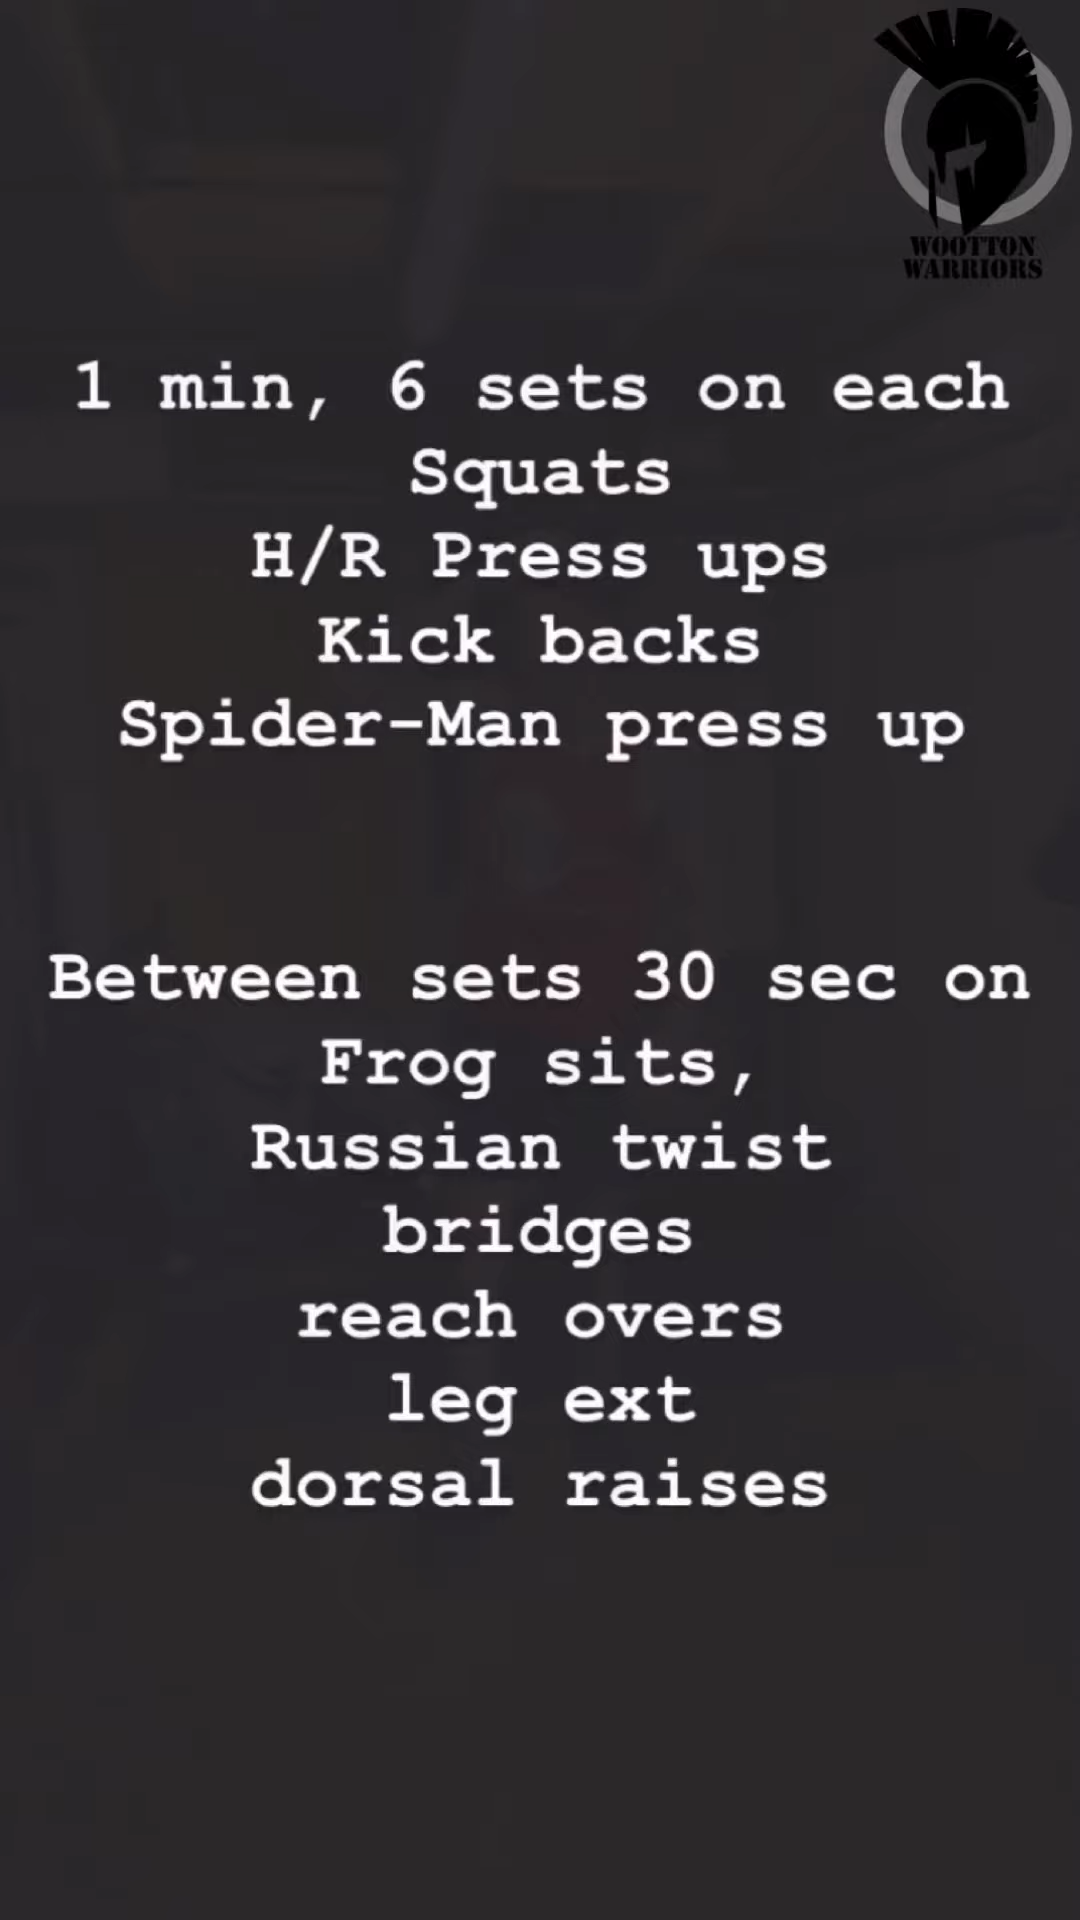 WOOTTON
WARRIORS
1 min, 6 sets on each
Squats
H/R Press ups
Kick backs
Spider-Man press up
Between sets 30 sec on
Frog sits,
Russian twist
bridges
reach overs
leg ext
dorsal raises